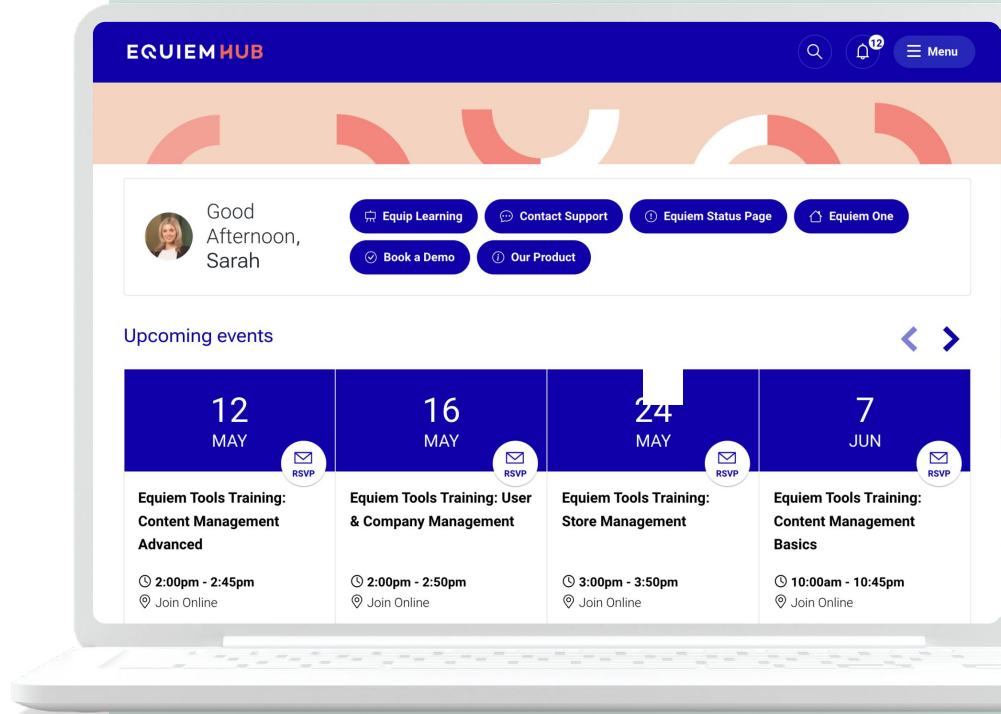 EQUIEMHUB
12
Menu
Good
Afternoon,
Sarah
Equip Learning
Contact Support
Equiem Status Page
Equiem One
Book a Demo
Our Product
Upcoming events
12
MAY
RSVP
16
MAY
RSVP
24
MAY
RSVP
7
JUN
RSVP
Equiem Tools Training:
Content Management
Advanced
2:00pm - 2:45pm
Join Online
Equiem Tools Training: User
& Company Management
2:00pm - 2:50pm
Join Online
Equiem Tools Training:
Store Management
3:00pm - 3:50pm
Join Online
Equiem Tools Training:
Content Management
Basics
10:00am - 10:45pm
Join Online